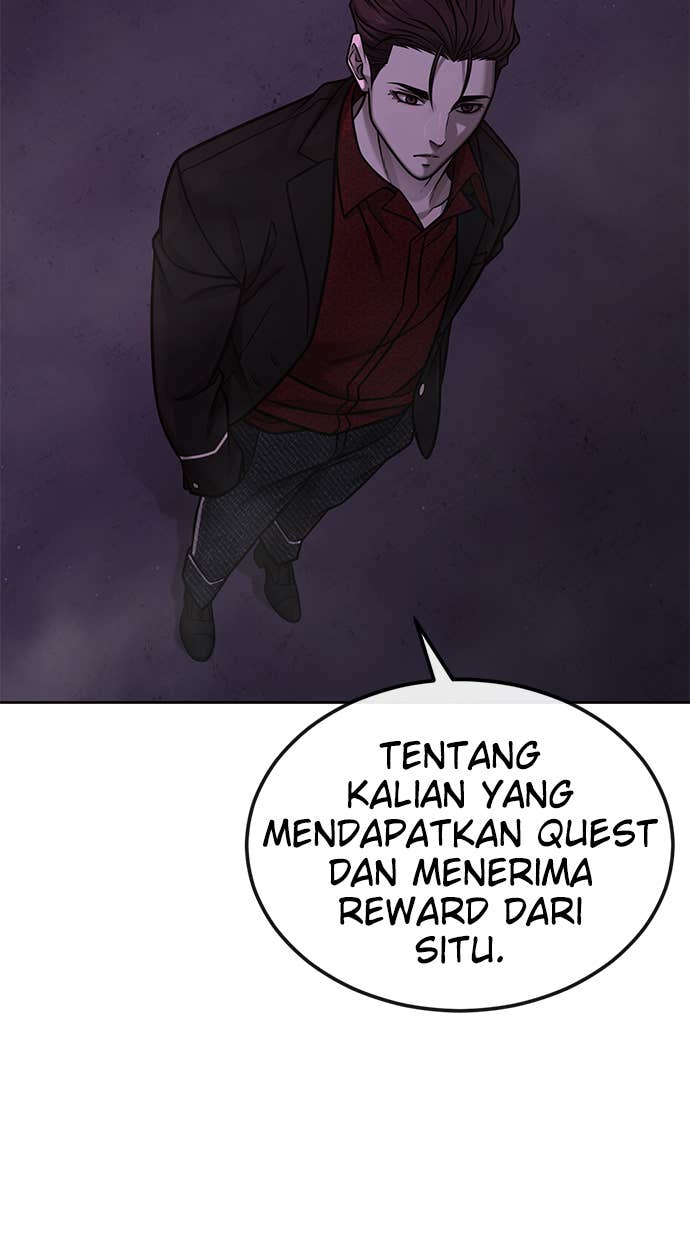 TENTANG
KALIAN YANG
MENDAPATKAN QUEST
DAN MENERIMA
REWARD DARI
SITU.